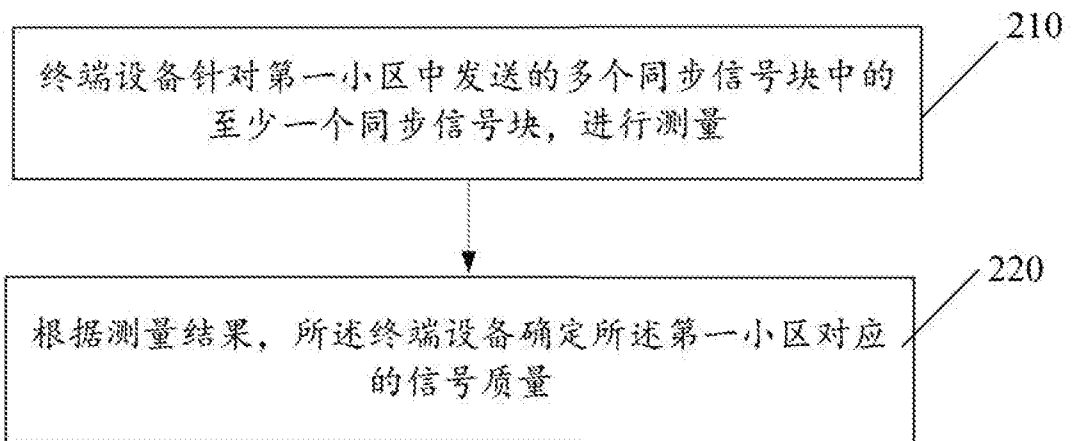 210
终端设备针对第一小区中发送的多个同步信号块中的
至少一个同步信号块，进行测量
220
根据测量结果，所述终端设备确定所述第一小区对应
的信号质量